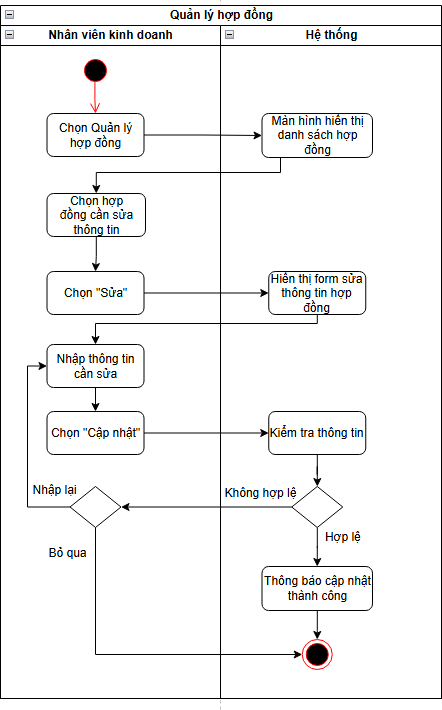 Quản lý hợp đồng
Nhân viên kinh doanh
Hệ thống
Chọn Quản lý
hợp đồng
Màn hình hiển thị
danh sách hợp
đồng
Chọn hợp
đồng cần sửa
thông tin
Chọn "Sửa"
Hiển thị form sửa
thông tin hợp
đồng
Nhập thông tin
cần sửa
Chọn "Cập nhật"
Kiểm tra thông tin
Nhập lại
Không hợp lệ
Bỏ qua
Hợp lệ
Thông báo cập nhật
thành công